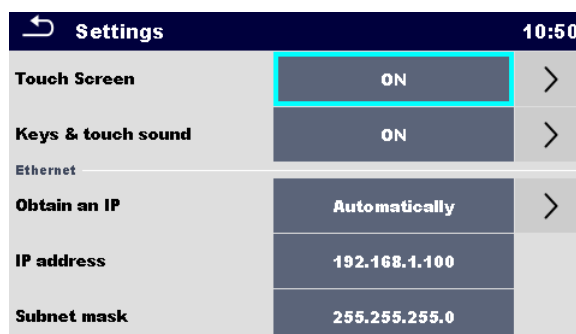 Settings 10:50
Touch Screen ON
Keys & touch sound ON
Ethernet
Obtain an IP Automatically
IP address 192.168.1.100
Subnet mask 255.255.255.0